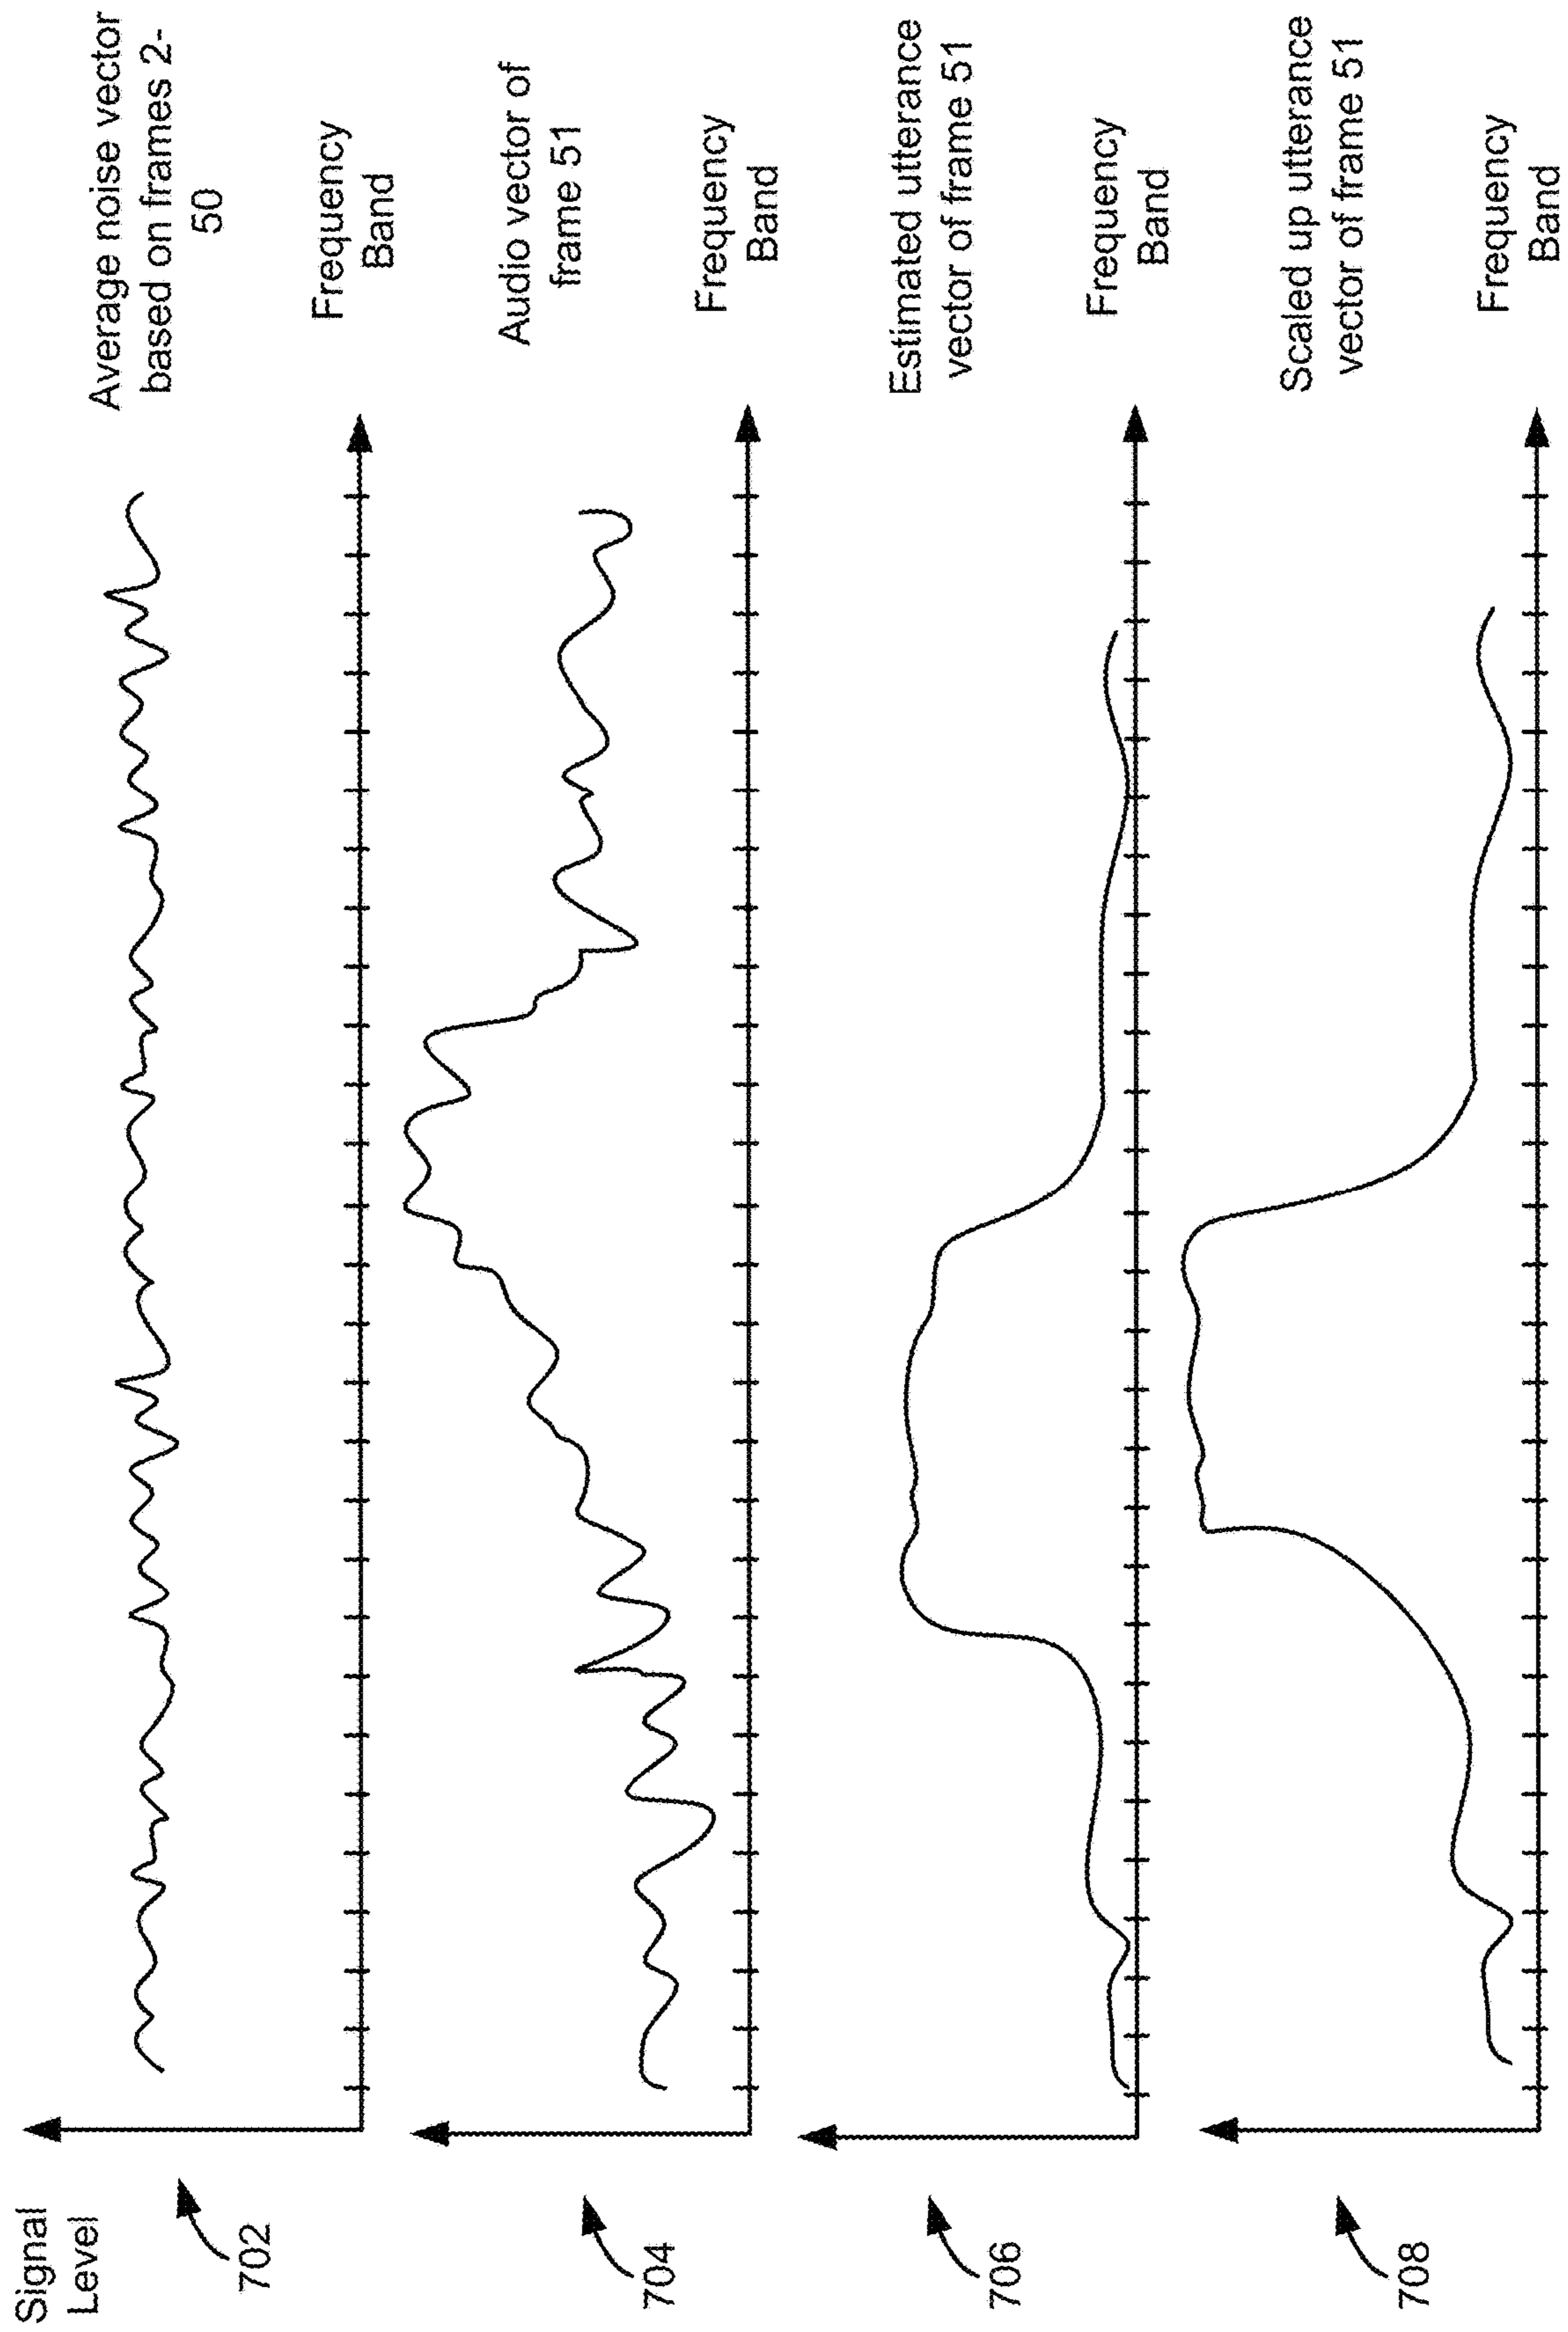 Signal
Level
702
Average noise vector
based on frames 2-
50
Frequency
Band
704
Audio vector of
frame 51
Frequency
Band
706
Estimated utterance
vector of frame 51
Frequency
Band
708
Scaled up utterance
vector of frame 51
Frequency
Band